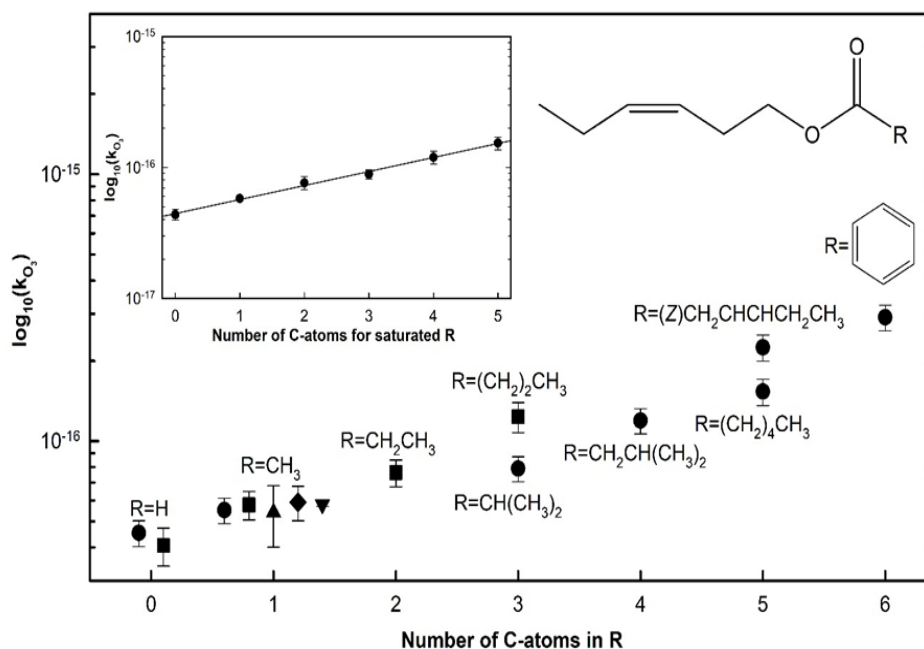 10⁻¹⁵
10⁻¹⁶
10⁻¹⁷
log₁₀(k_O₃)
0 1 2 3 4 5
Number of C-atoms for saturated R
O
O
R
R=
10⁻¹⁵
10⁻¹⁶
log₁₀(k_O₃)
R=(Z)CH₂CHCHCH₂CH₃
R=(CH₂)₂CH₃
R=(CH₂)₄CH₃
R=CH₂CH₃
R=CH₂CH(CH₃)₂
R=CH₃
R=CH(CH₃)₂
R=H
0 1 2 3 4 5 6
Number of C-atoms in R